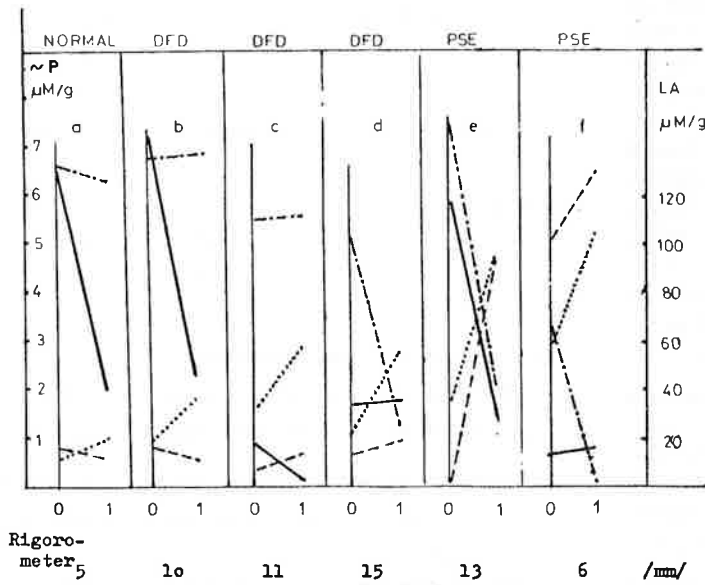 NORMAL DFD DFD DFD PSE PSE
~P
μM/g
LA
μM/g
a b c d e f
7
6
5
4
3
2
1
120
100
80
60
40
20
0 1 0 1 0 1 0 1 0 1 0 1
Rigoro-
meter 5 10 11 15 13 6 /mm/